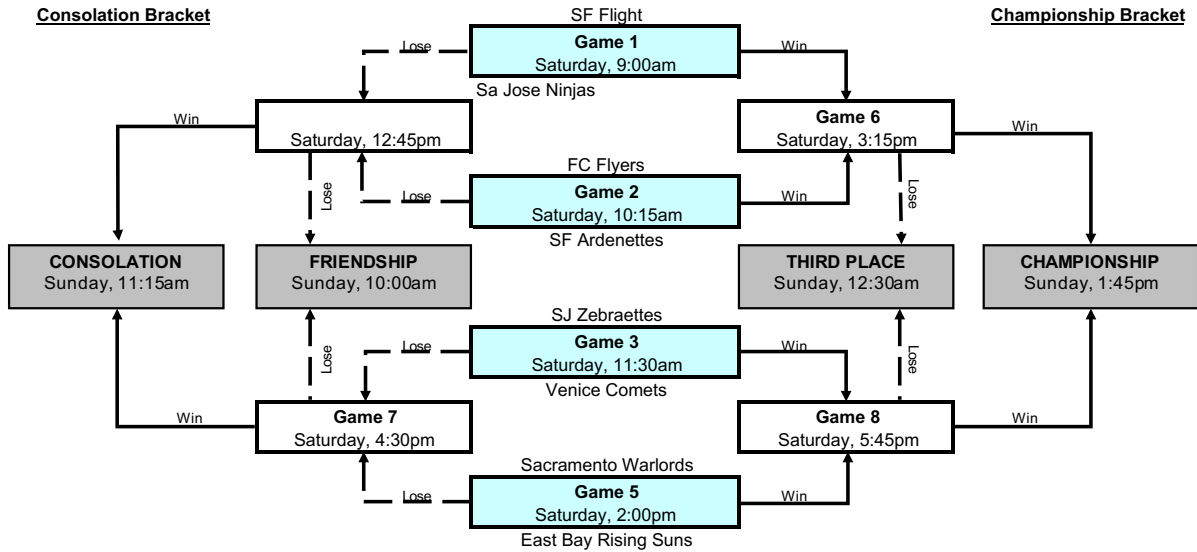 Consolation Bracket
SF Flight
Championship Bracket
Lose
Game 1
Saturday, 9:00am
Win
Sa Jose Ninjas
Win
Saturday, 12:45pm
Game 6
Saturday, 3:15pm
Win
FC Flyers
Lose
Lose
Game 2
Saturday, 10:15am
Win
Lose
SF Ardenettes
CONSOLATION
Sunday, 11:15am
FRIENDSHIP
Sunday, 10:00am
THIRD PLACE
Sunday, 12:30am
CHAMPIONSHIP
Sunday, 1:45pm
SJ Zebraettes
Lose
Lose
Game 3
Saturday, 11:30am
Win
Lose
Venice Comets
Win
Game 7
Saturday, 4:30pm
Game 8
Saturday, 5:45pm
Win
Sacramento Warlords
Lose
Game 5
Saturday, 2:00pm
Win
East Bay Rising Suns